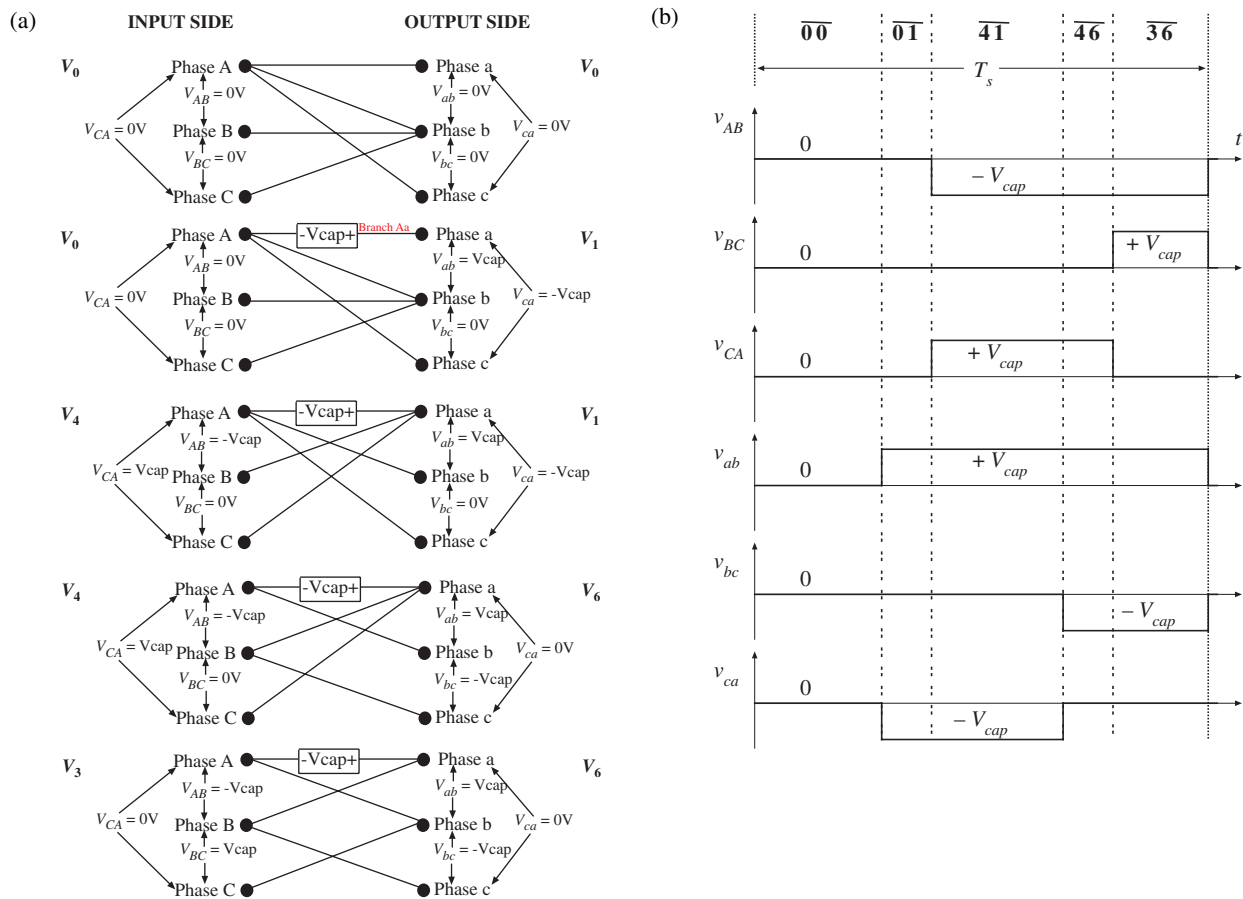 (a)
INPUT SIDE
OUTPUT SIDE
V0
Phase A
Phase a
V0
VAB = 0V
Vab = 0V
VCA = 0V
Phase B
Phase b
Vca = 0V
VBC = 0V
Vbc = 0V
Phase C
Phase c
V0
Phase A
-Vcap+
Branch Aa
Phase a
V1
VAB = 0V
Vab = Vcap
VCA = 0V
Phase B
Phase b
Vca = -Vcap
VBC = 0V
Vbc = 0V
Phase C
Phase c
V4
Phase A
-Vcap+
Phase a
V1
VAB = -Vcap
Vab = Vcap
VCA = Vcap
Phase B
Phase b
Vca = -Vcap
VBC = 0V
Vbc = 0V
Phase C
Phase c
V4
Phase A
-Vcap+
Phase a
V6
VAB = -Vcap
Vab = Vcap
VCA = Vcap
Phase B
Phase b
Vca = 0V
VBC = 0V
Vbc = -Vcap
Phase C
Phase c
V3
Phase A
-Vcap+
Phase a
V6
VAB = -Vcap
Vab = Vcap
VCA = 0V
Phase B
Phase b
Vca = 0V
VBC = Vcap
Vbc = -Vcap
Phase C
Phase c
(b)
00 01 41 46 36
Ts
vAB
0
− Vcap
t
vBC
0
+ Vcap
vCA
0
+ Vcap
vab
0
+ Vcap
vbc
0
− Vcap
vca
0
− Vcap